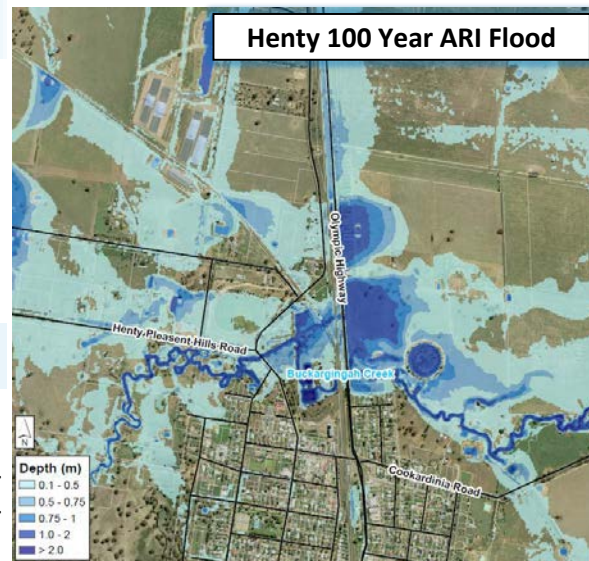 Henty 100 Year ARI Flood
Olympic Highway
Henty-Pleasent Hills Road
Buckargingah Creek
Cookardinia Road
N
Depth (m)
0.1 - 0.5
0.5 - 0.75
0.75 - 1
1.0 - 2
> 2.0